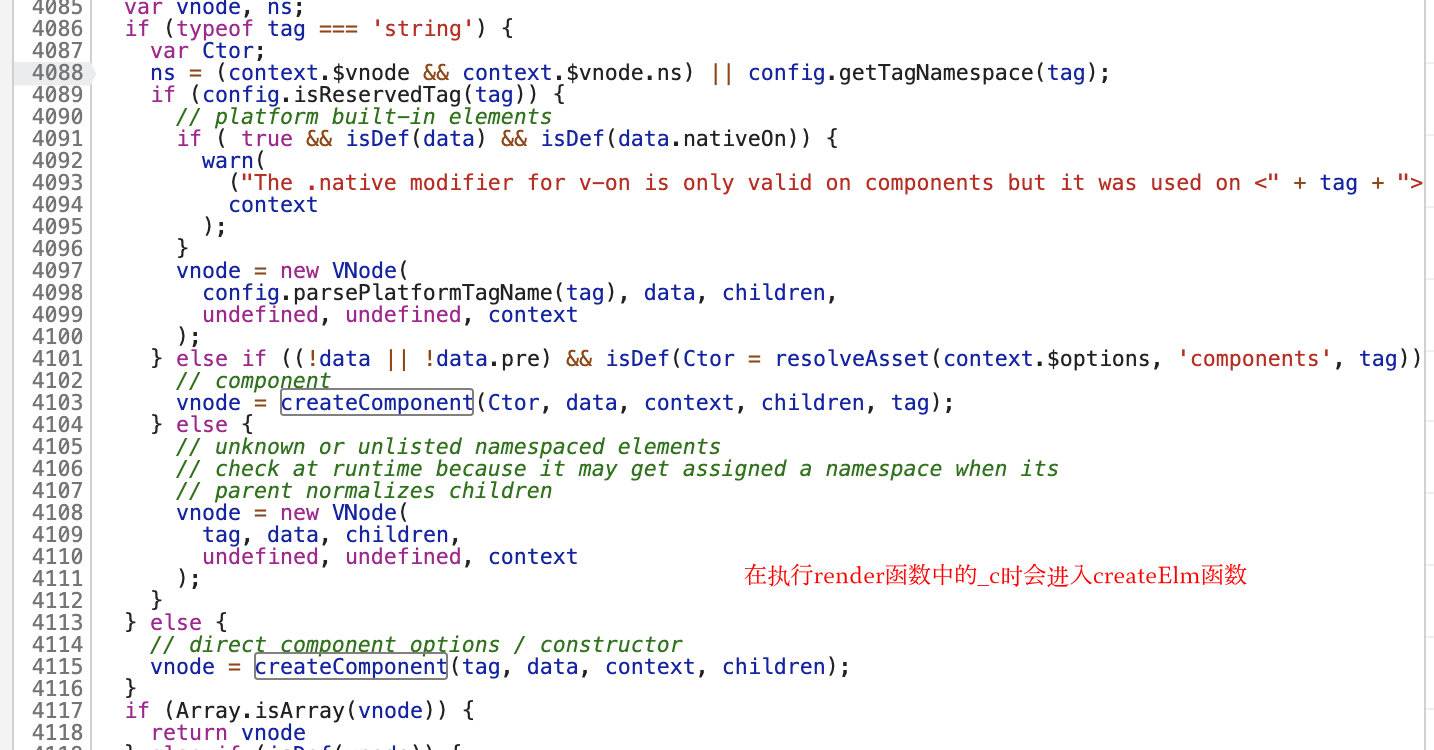 4085 var vnode, ns;
4086 if (typeof tag === 'string') {
4087 var Ctor;
4088 ns = (context.$vnode && context.$vnode.ns) || config.getTagNamespace(tag);
4089 if (config.isReservedTag(tag)) {
4090 // platform built-in elements
4091 if ( true && isDef(data) && isDef(data.nativeOn)) {
4092 warn(
4093 ("The .native modifier for v-on is only valid on components but it was used on <" + tag + ">
4094 context
4095 );
4096 }
4097 vnode = new VNode(
4098 config.parsePlatformTagName(tag), data, children,
4099 undefined, undefined, context
4100 );
4101 } else if ((!data || !data.pre) && isDef(Ctor = resolveAsset(context.$options, 'components', tag))
4102 // component
4103 vnode = createComponent(Ctor, data, context, children, tag);
4104 } else {
4105 // unknown or unlisted namespaced elements
4106 // check at runtime because it may get assigned a namespace when its
4107 // parent normalizes children
4108 vnode = new VNode(
4109 tag, data, children,
4110 undefined, undefined, context
4111 );
在执行render函数中的_c时会进入createElm函数
4112 }
4113 } else {
4114 // direct component options / constructor
4115 vnode = createComponent(tag, data, context, children);
4116 }
4117 if (Array.isArray(vnode)) {
4118 return vnode
4119 } else if (isDef(vnode)) {